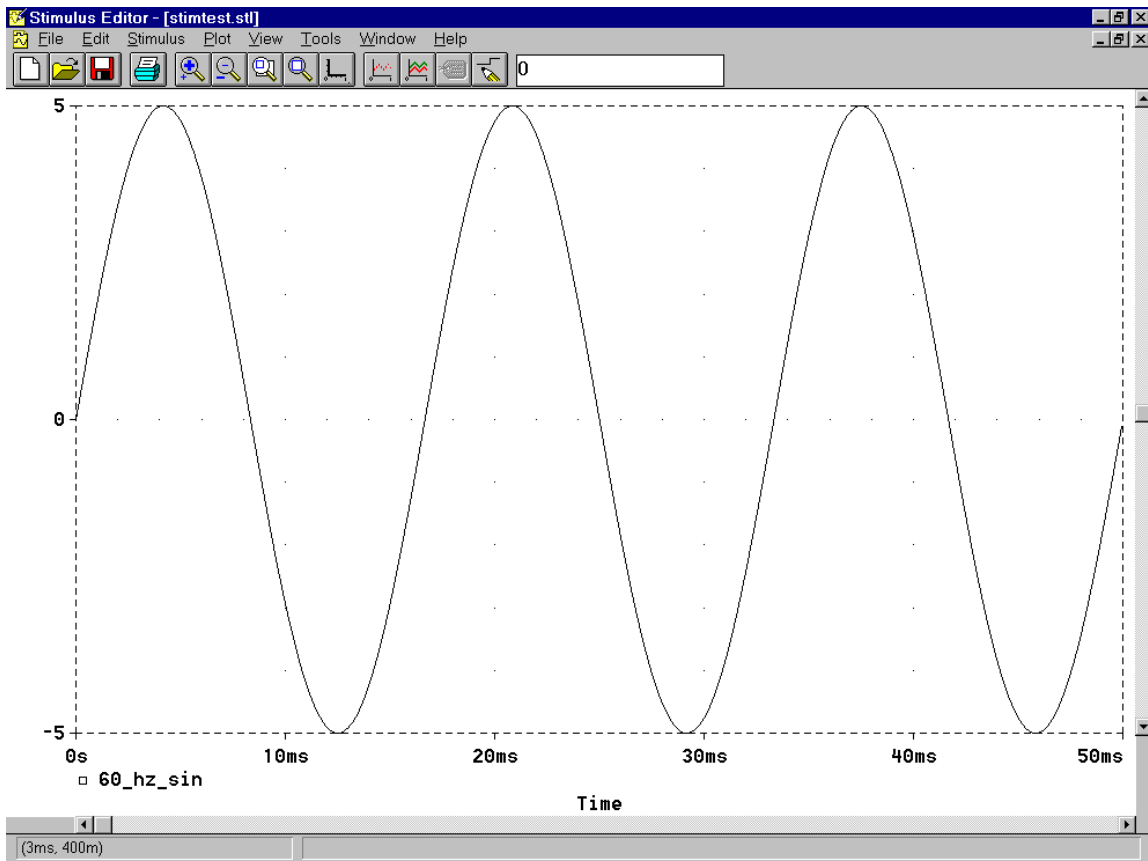 Stimulus Editor - [stimtest.stl]
File Edit Stimulus Plot View Tools Window Help
0
5
0
-5
0s 10ms 20ms 30ms 40ms 50ms
60_hz_sin
Time
(3ms, 400m)